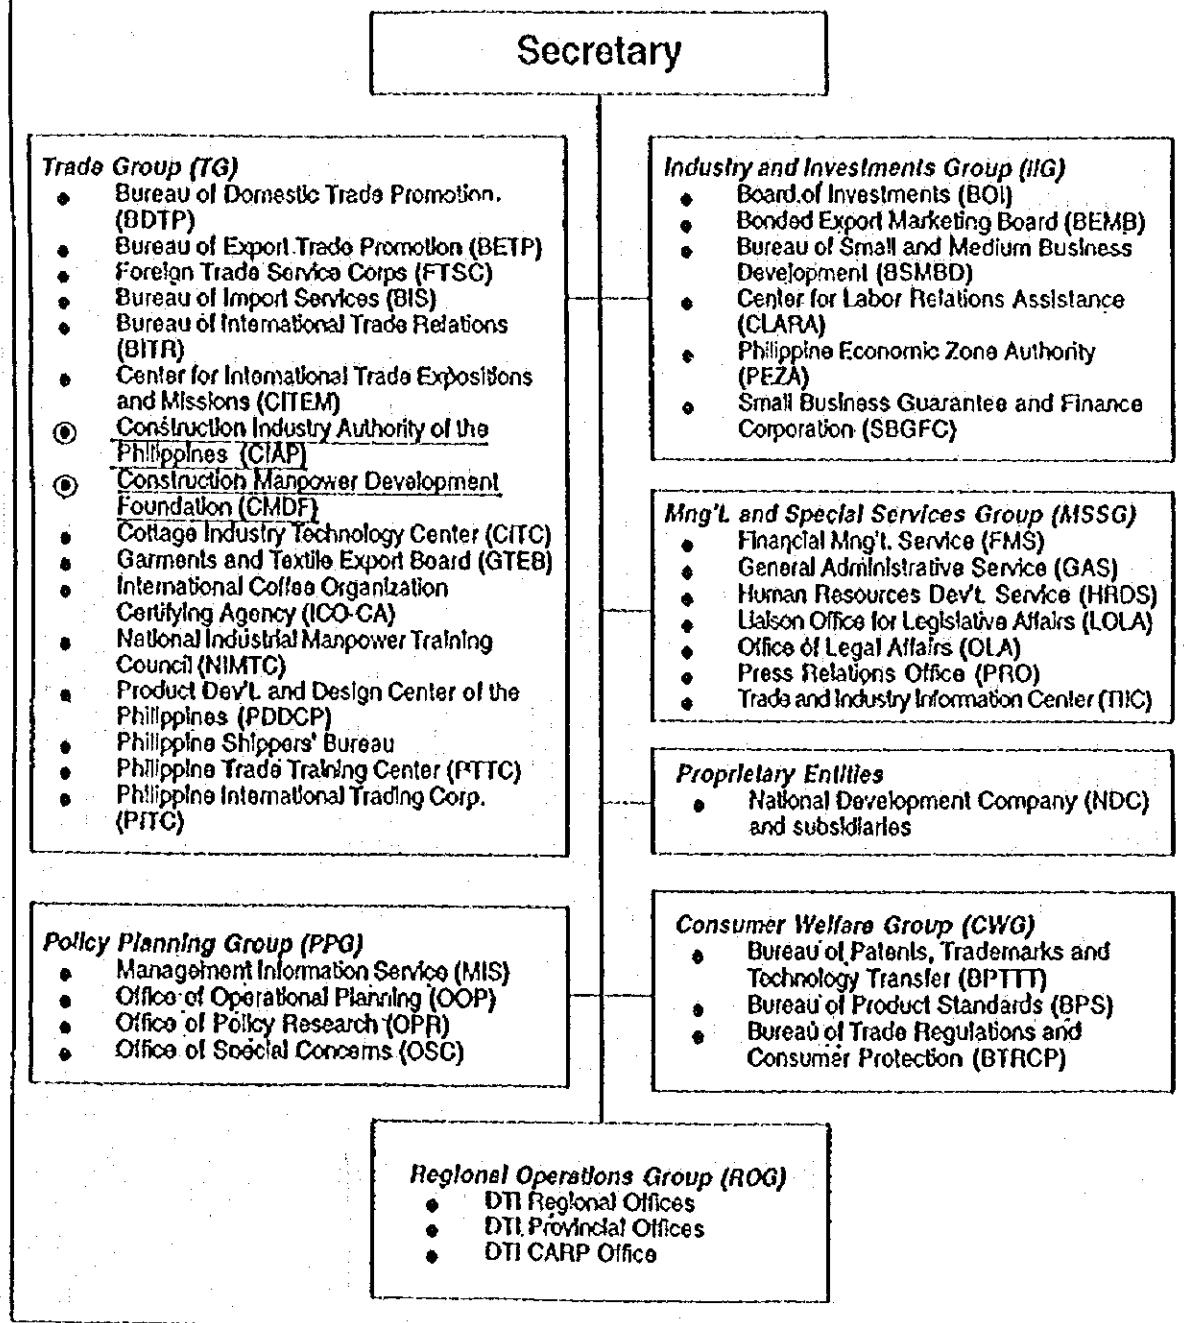 Secretary
Trade Group (TG)
• Bureau of Domestic Trade Promotion.
(BDTP)
• Bureau of Export Trade Promotion (BETP)
• Foreign Trade Service Corps (FTSC)
• Bureau of Import Services (BIS)
• Bureau of International Trade Relations
(BITR)
• Center for International Trade Expositions
and Missions (CITEM)
• Construction Industry Authority of the
Philippines (CIAP)
• Construction Manpower Development
Foundation (CMDF)
• Cottage Industry Technology Center (CITC)
• Garments and Textile Export Board (GTEB)
• International Coffee Organization
Certifying Agency (ICO-CA)
• National Industrial Manpower Training
Council (NIMTC)
• Product Dev'L and Design Center of the
Philippines (PDDCP)
• Philippine Shippers' Bureau
• Philippine Trade Training Center (PTTC)
• Philippine International Trading Corp.
(PITC)
Industry and Investments Group (IIG)
• Board of Investments (BOI)
• Bonded Export Marketing Board (BEMB)
• Bureau of Small and Medium Business
Development (BSMBD)
• Center for Labor Relations Assistance
(CLARA)
• Philippine Economic Zone Authority
(PEZA)
• Small Business Guarantee and Finance
Corporation (SBGFC)
Mng'L and Special Services Group (MSSG)
• Financial Mng't. Service (FMS)
• General Administrative Service (GAS)
• Human Resources Dev't. Service (HRDS)
• Liaison Office for Legislative Affairs (LOLA)
• Office of Legal Affairs (OLA)
• Press Relations Office (PRO)
• Trade and Industry Information Center (TIIC)
Proprietary Entities
• National Development Company (NDC)
and subsidiaries
Policy Planning Group (PPG)
• Management Information Service (MIS)
• Office of Operational Planning (OOP)
• Office of Policy Research (OPR)
• Office of Special Concerns (OSC)
Consumer Welfare Group (CWG)
• Bureau of Patents, Trademarks and
Technology Transfer (BPTTT)
• Bureau of Product Standards (BPS)
• Bureau of Trade Regulations and
Consumer Protection (BTRCP)
Regional Operations Group (ROG)
• DTI Regional Offices
• DTI Provincial Offices
• DTI CARP Office